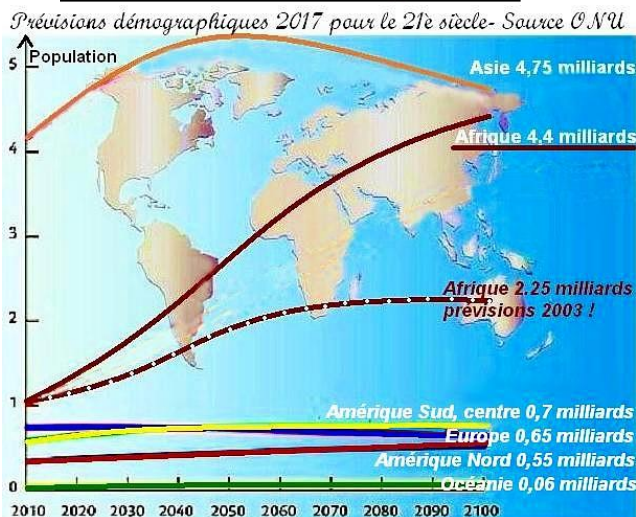 Prévisions démographiques 2017 pour le 21è siècle- Source ONU
Population
5
Asie 4,75 milliards
4
Afrique 4,4 milliards
3
Afrique 2.25 milliards
prévisions 2003 !
2
1
Amérique Sud, centre 0,7 milliards
Europe 0,65 milliards
Amérique Nord 0,55 milliards
Océanie 0,06 milliards
0
2010 2020 2030 2040 2050 2060 2070 2080 2090 2100